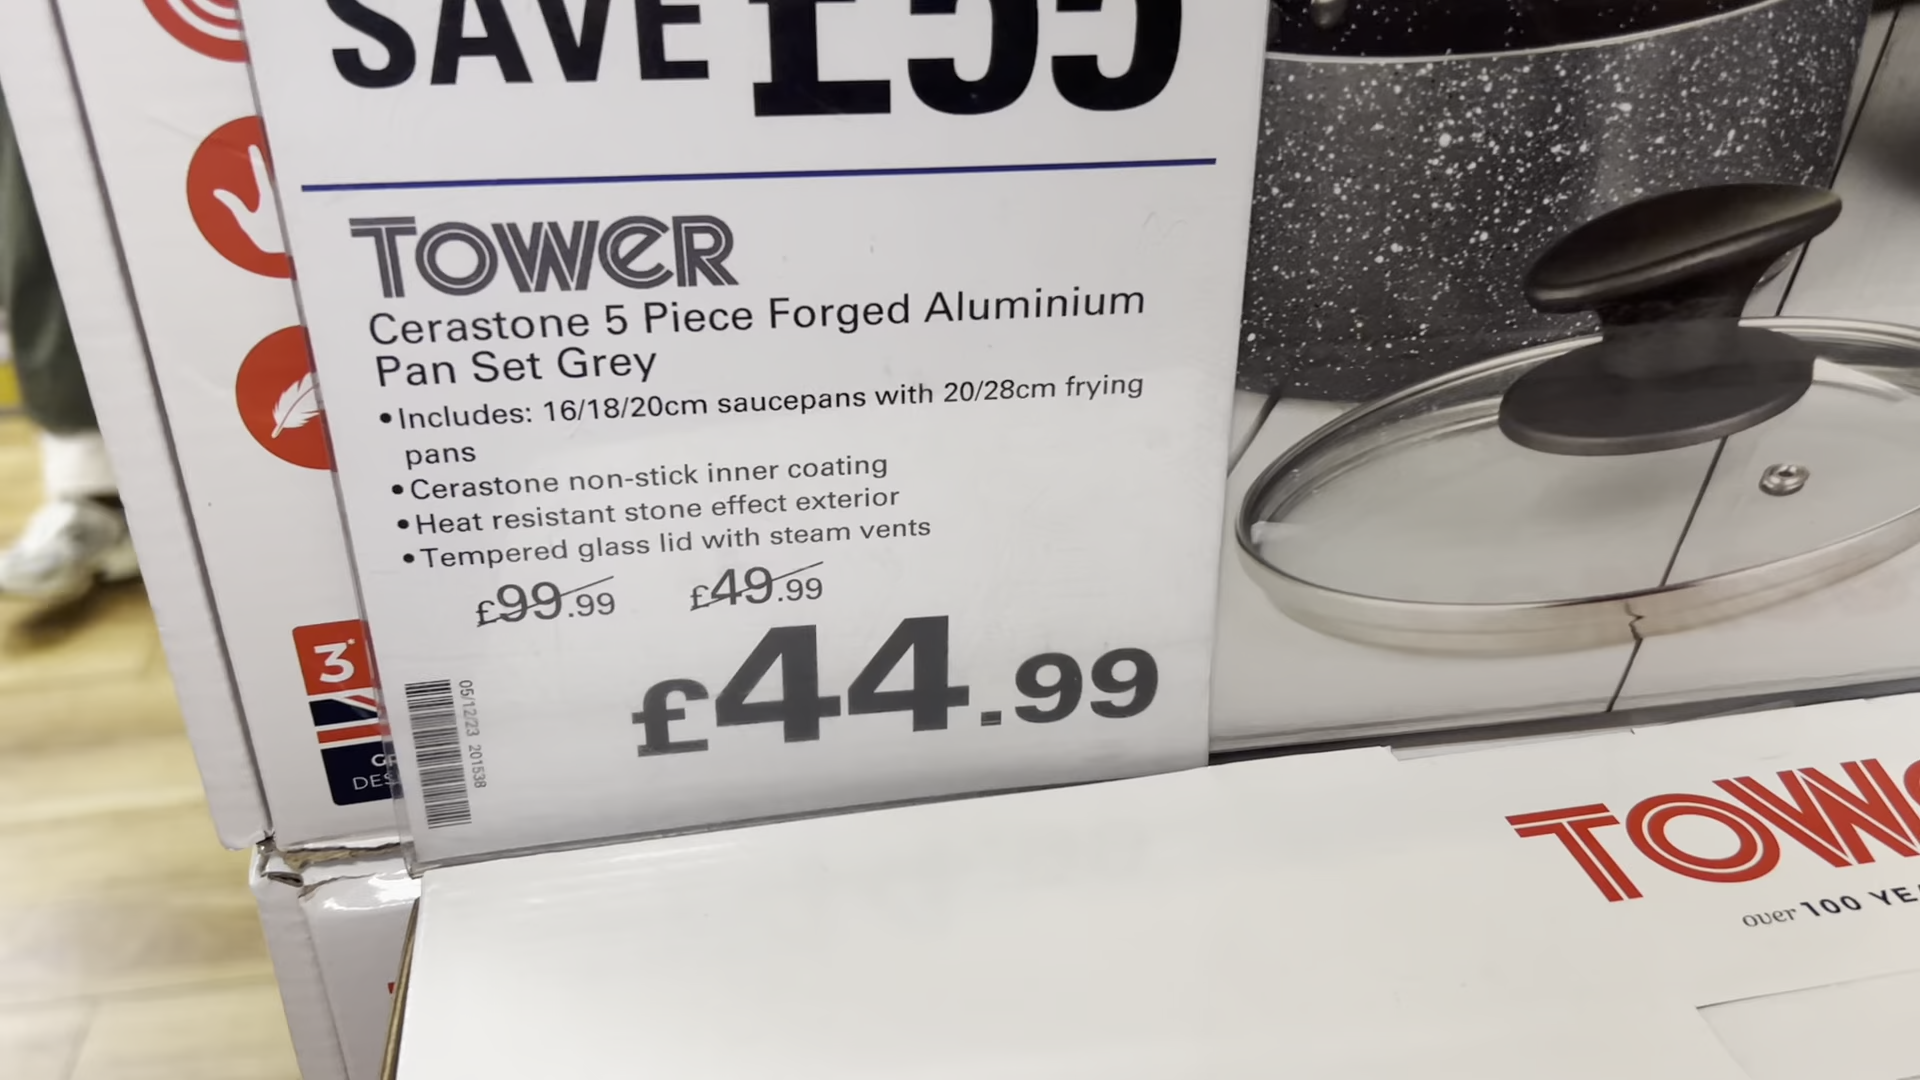 SAVE £55
TOWER
Cerastone 5 Piece Forged Aluminium
Pan Set Grey
• Includes: 16/18/20cm saucepans with 20/28cm frying
pans
• Cerastone non-stick inner coating
• Heat resistant stone effect exterior
• Tempered glass lid with steam vents
£99.99 £49.99
£44.99
05/12/23 201538
3*
TOW
over 100 YEA